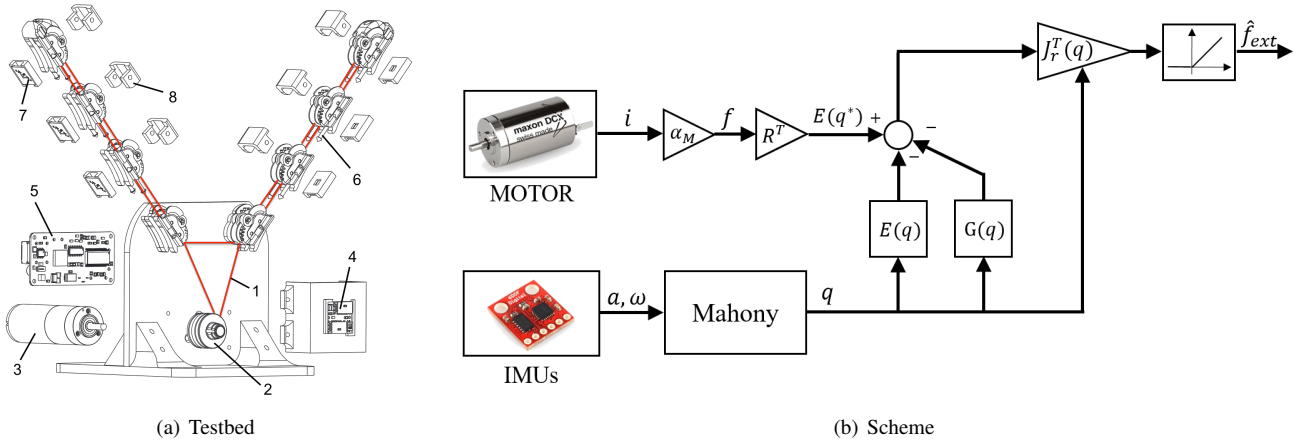 7
8
6
5
1
4
3
2
(a) Testbed
maxon DCX
swiss made
MOTOR
i
α_M
f
R^T
E(q*) +
−
−
J_r^T(q)
f̂_ext
E(q)
G(q)
IMUs
a, ω
Mahony
q
(b) Scheme